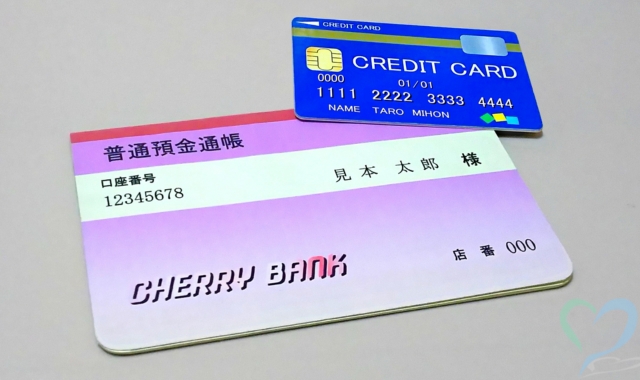 CREDIT CARD
CREDIT CARD
0000
01/01
1111 2222 3333 4444
NAME TARO MIHON
普通預金通帳
口座番号
12345678
見本 太郎 様
CHERRY BANK
店番 000